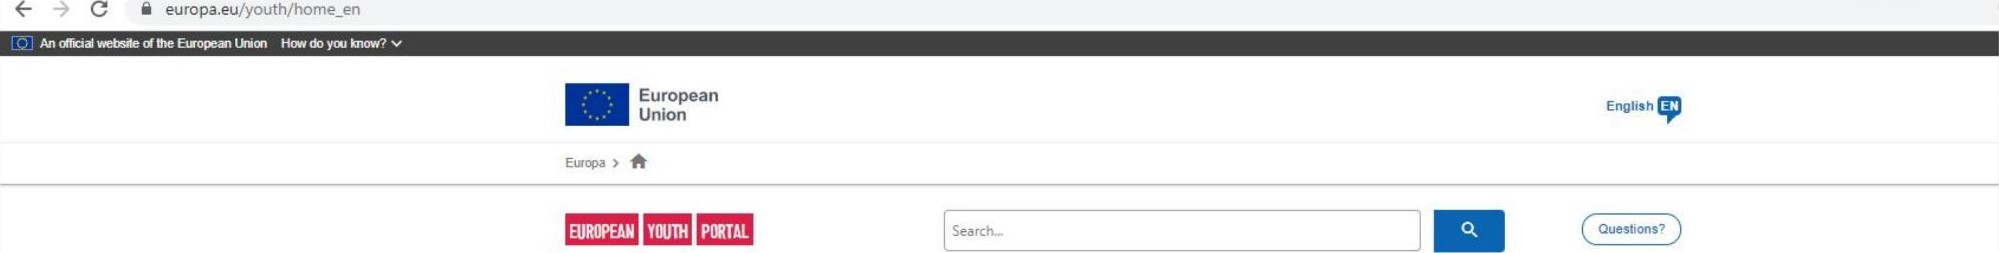 europa.eu/youth/home_en
An official website of the European Union How do you know?
European
Union
English EN
Europa >
EUROPEAN YOUTH PORTAL
Search...
Questions?